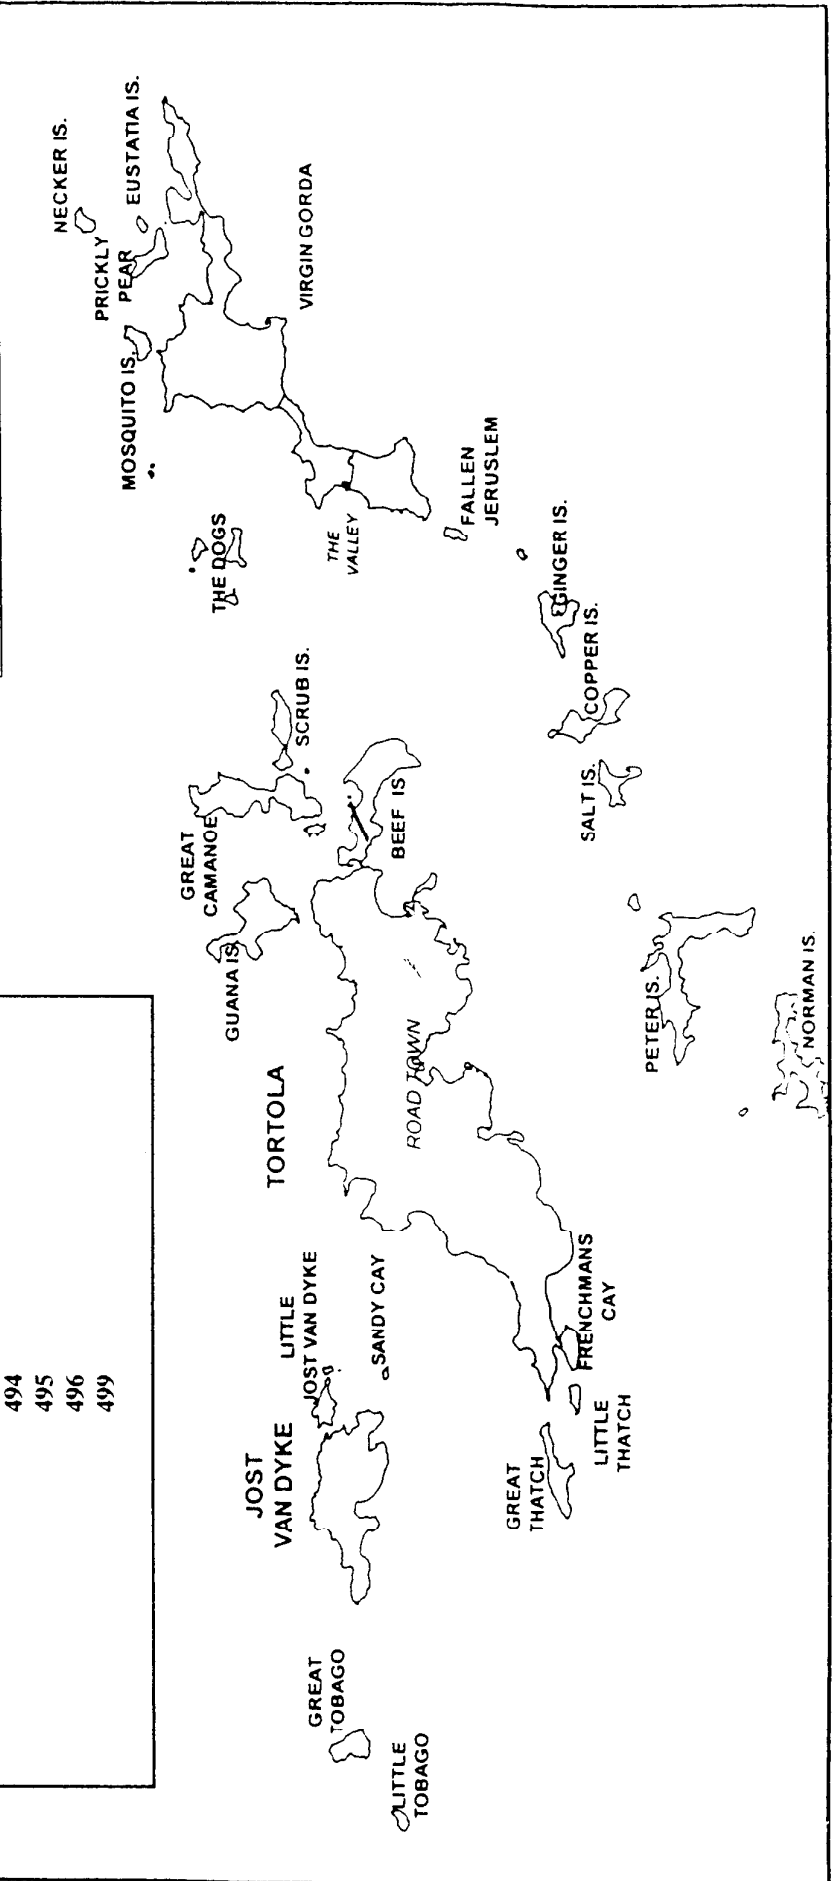 494
495
496
499
NECKER IS.
PRICKLY
PEAR
EUSTATIA IS.
MOSQUITO IS.
VIRGIN GORDA
THE DOGS
THE
VALLEY
FALLEN
JERUSLEM
GINGER IS.
COPPER IS.
SALT IS.
SCRUB IS.
GREAT
CAMANOE
BEEF IS
GUANA IS.
TORTOLA
ROAD TOWN
PETER IS.
NORMAN IS.
LITTLE
JOST VAN DYKE
SANDY CAY
JOST
VAN DYKE
FRENCHMANS
CAY
LITTLE
THATCH
GREAT
THATCH
GREAT
TOBAGO
LITTLE
TOBAGO